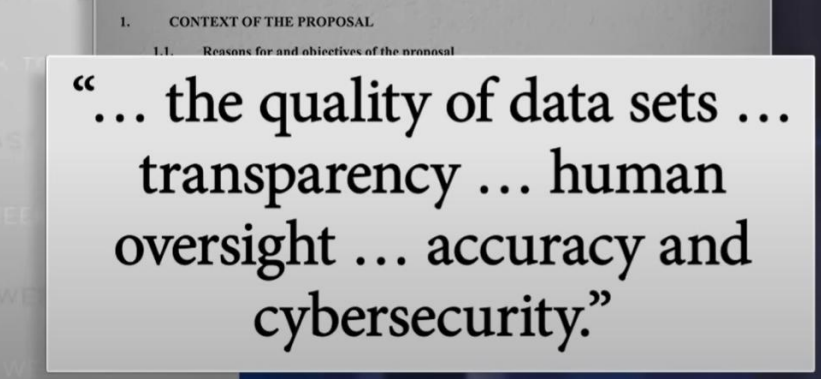 1. CONTEXT OF THE PROPOSAL
1.1. Reasons for and objectives of the proposal
“… the quality of data sets …
transparency … human
oversight … accuracy and
cybersecurity.”